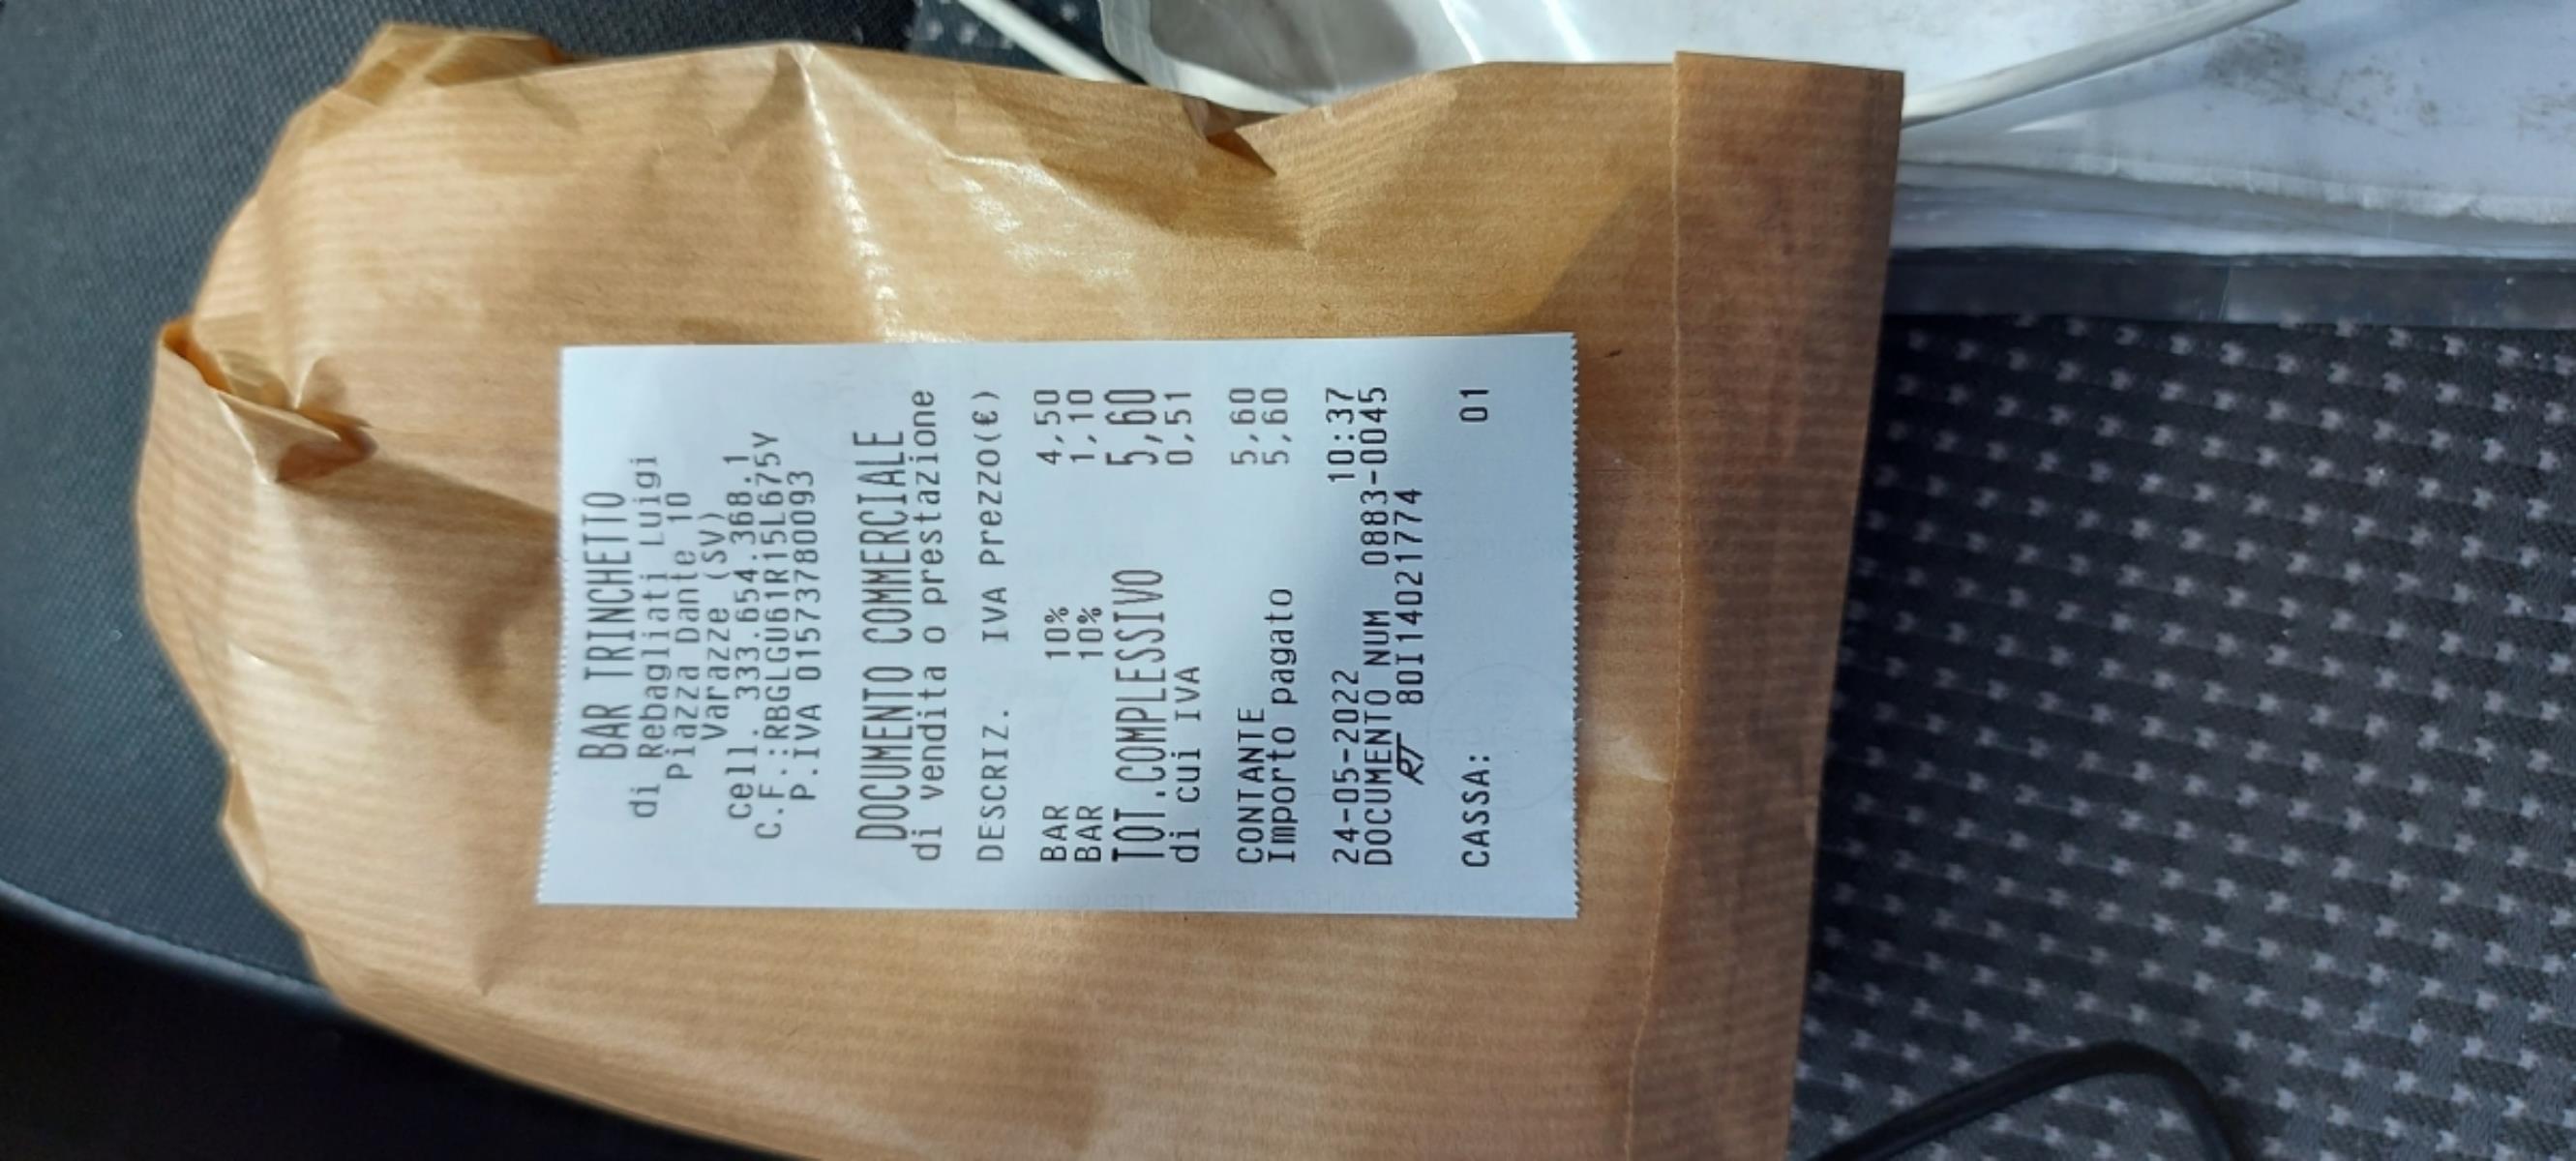 BAR TRINCHETTO
di Rebagliati Luigi
Piazza Dante 10
Varazze (SV)
cell. 333.654.368.1
C.F.:RBGLGU61R15L675Y
P.IVA 01573780093
DOCUMENTO COMMERCIALE
di vendita o prestazione
DESCRIZ. IVA Prezzo(€)
BAR 10% 4,50
BAR 10% 1,10
TOT.COMPLESSIVO 5,60
di cui IVA 0,51
CONTANTE 5,60
Importo pagato 5,60
24-05-2022 10:37
DOCUMENTO NUM 0883-0045
RT 80I14021774
CASSA: 01